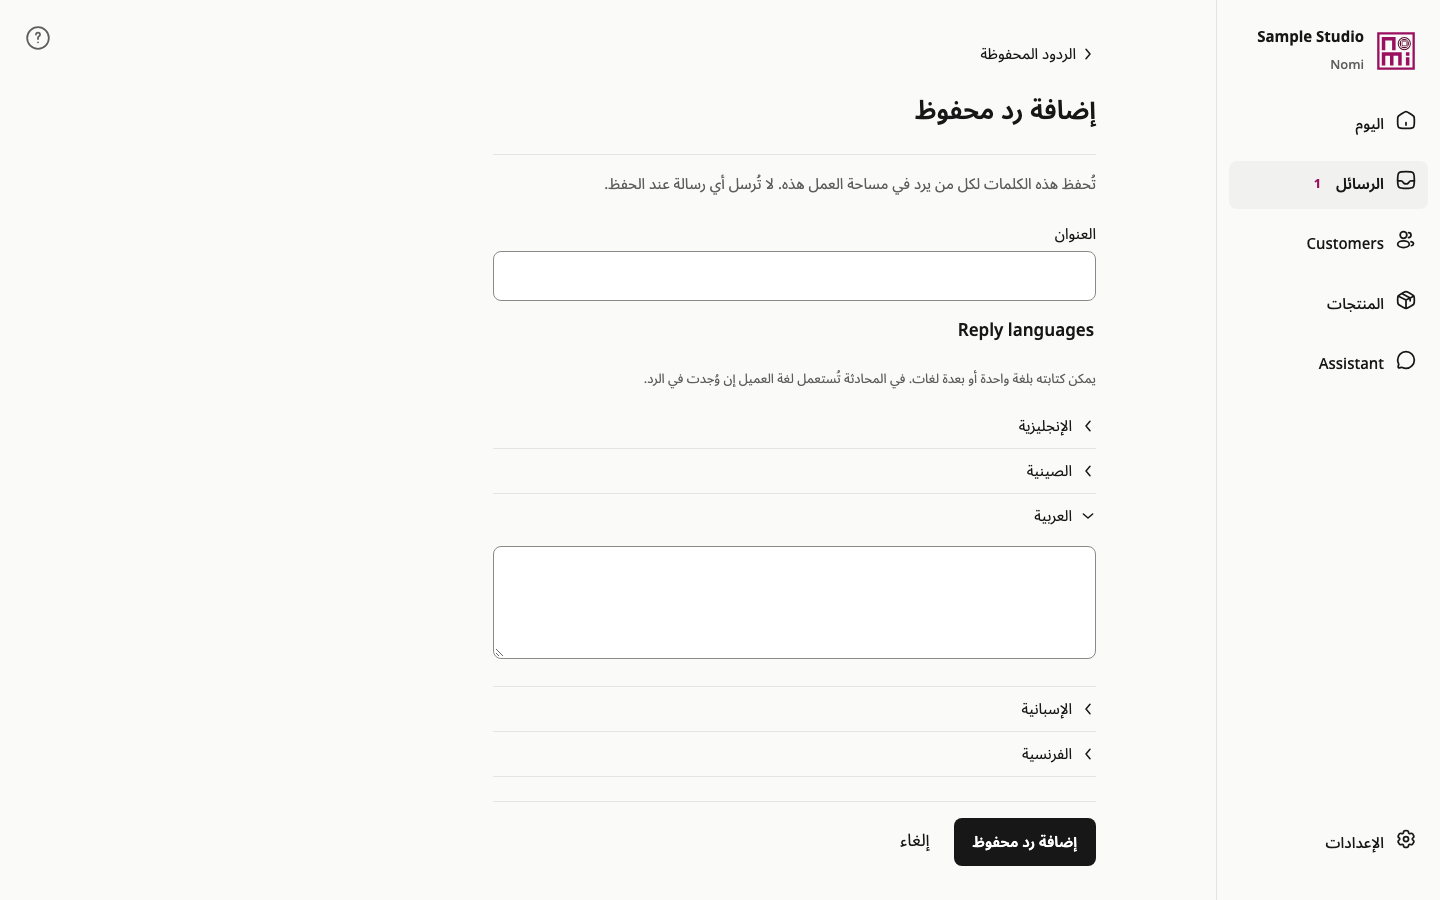 Sample Studio
Nomi
اليوم
الرسائل 1
Customers
المنتجات
Assistant
الإعدادات
الردود المحفوظة
إضافة رد محفوظ
تُحفظ هذه الكلمات لكل من يرد في مساحة العمل هذه. لا تُرسل أي رسالة عند الحفظ.
العنوان
Reply languages
يمكن كتابته بلغة واحدة أو بعدة لغات. في المحادثة تُستعمل لغة العميل إن وُجدت في الرد.
الإنجليزية
الصينية
العربية
الإسبانية
الفرنسية
إضافة رد محفوظ
إلغاء